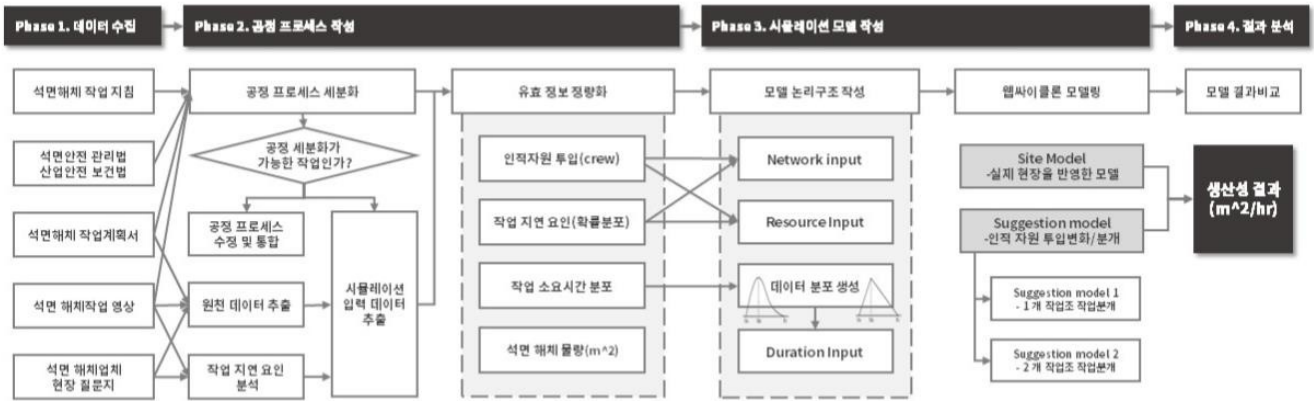 Phase 1. 데이터 수집
Phase 2. 공정 프로세스 작성
Phase 3. 시뮬레이션 모델 작성
Phase 4. 결과 분석
석면해체 작업 지침
석면안전 관리법
산업안전 보건법
석면해체 작업계획서
석면 해체작업 영상
석면 해체업체
현장 질문지
공정 프로세스 세분화
공정 세분화가
가능한 작업인가?
공정 프로세스
수정 및 통합
원천 데이터 추출
작업 지연 요인
분석
시뮬레이션
입력 데이터
추출
유효 정보 정량화
인적자원 투입(crew)
작업 지연 요인(확률분포)
작업 소요시간 분포
석면 해체 물량(m^2)
모델 논리구조 작성
Network input
Resource Input
데이터 분포 생성
Duration Input
웹싸이클론 모델링
Site Model
-실제 현장을 반영한 모델
Suggestion model
-인적 자원 투입변화/분개
Suggestion model 1
- 1개 작업조 작업분개
Suggestion model 2
- 2개 작업조 작업분개
모델 결과비교
생산성 결과
(m^2/hr)